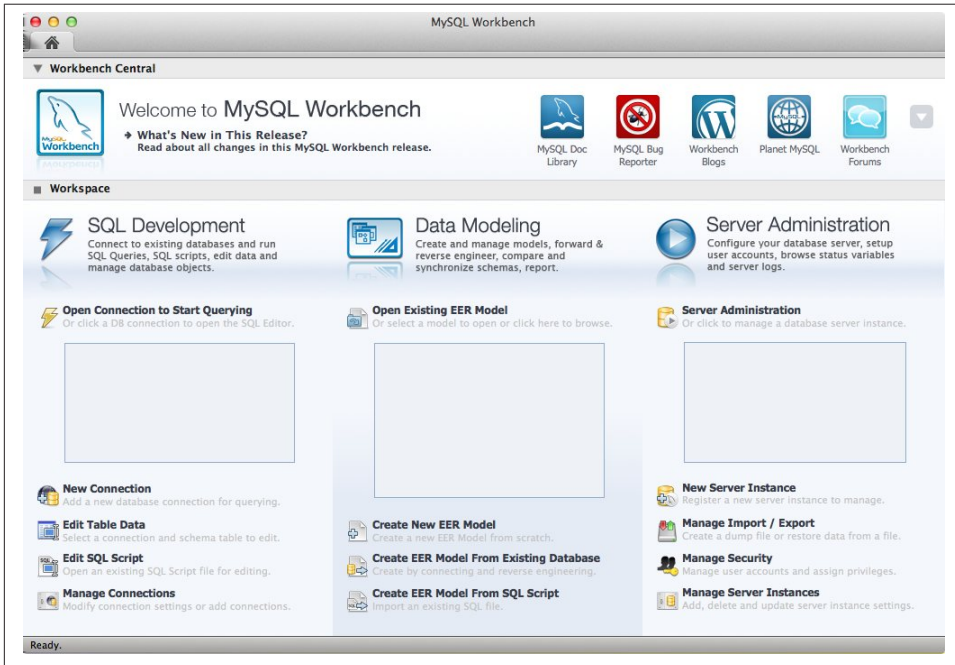 MySQL Workbench
Workbench Central
MySQL
Workbench
Welcome to MySQL Workbench
What's New in This Release?
Read about all changes in this MySQL Workbench release.
MySQL Doc
Library
MySQL Bug
Reporter
Workbench
Blogs
Planet MySQL
Workbench
Forums
Workspace
SQL Development
Connect to existing databases and run
SQL Queries, SQL scripts, edit data and
manage database objects.
Open Connection to Start Querying
Or click a DB connection to open the SQL Editor.
New Connection
Add a new database connection for querying.
Edit Table Data
Select a connection and schema table to edit.
Edit SQL Script
Open an existing SQL Script file for editing.
Manage Connections
Modify connection settings or add connections.
Data Modeling
Create and manage models, forward &
reverse engineer, compare and
synchronize schemas, report.
Open Existing EER Model
Or select a model to open or click here to browse.
Create New EER Model
Create a new EER Model from scratch.
Create EER Model From Existing Database
Create by connecting and reverse engineering.
Create EER Model From SQL Script
Import an existing SQL file.
Server Administration
Configure your database server, setup
user accounts, browse status variables
and server logs.
Server Administration
Or click to manage a database server instance.
New Server Instance
Register a new server instance to manage.
Manage Import / Export
Create a dump file or restore data from a file.
Manage Security
Manage user accounts and assign privileges.
Manage Server Instances
Add, delete and update server instance settings.
Ready.